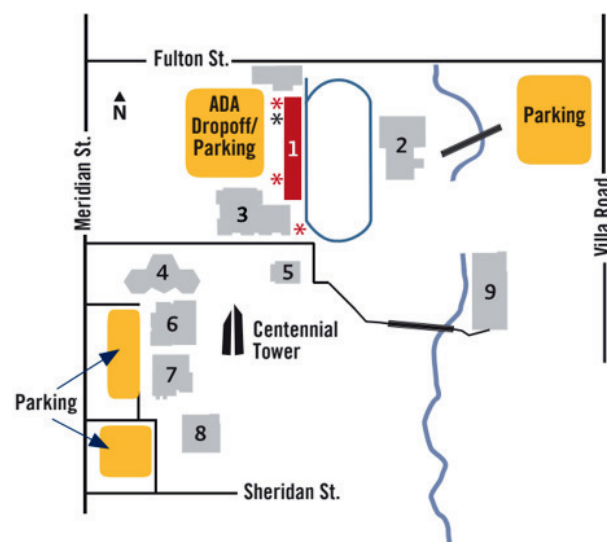 Fulton St.
N
ADA
Dropoff/
Parking
*
*
1
2
Parking
Meridian St.
*
3
*
Villa Road
4
5
9
6
Centennial
Tower
7
Parking
8
Sheridan St.